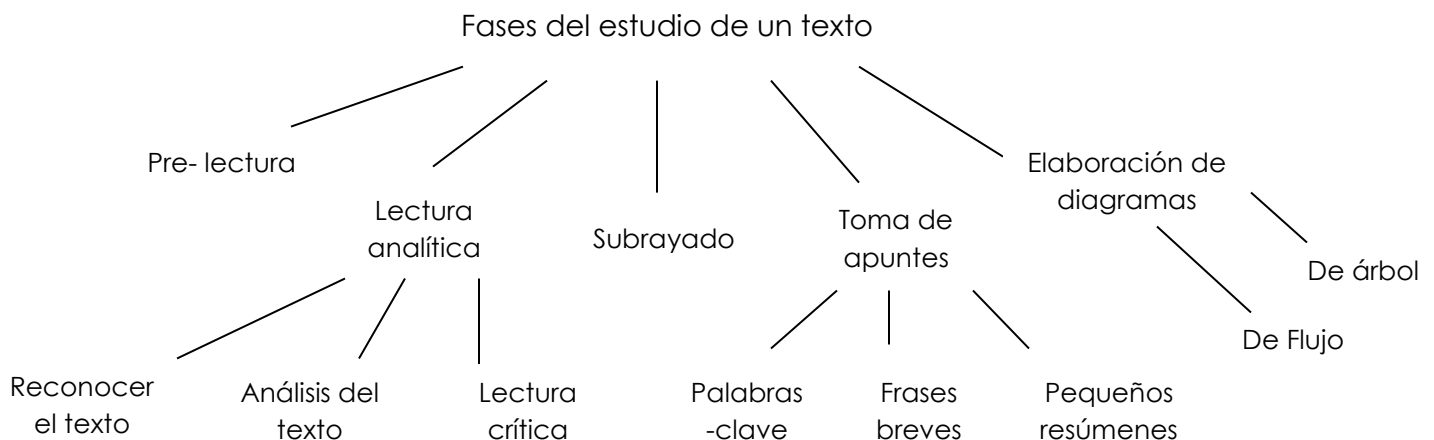 Fases del estudio de un texto
Pre- lectura
Lectura
analítica
Subrayado
Toma de
apuntes
Elaboración de
diagramas
De árbol
De Flujo
Reconocer
el texto
Análisis del
texto
Lectura
crítica
Palabras
-clave
Frases
breves
Pequeños
resúmenes